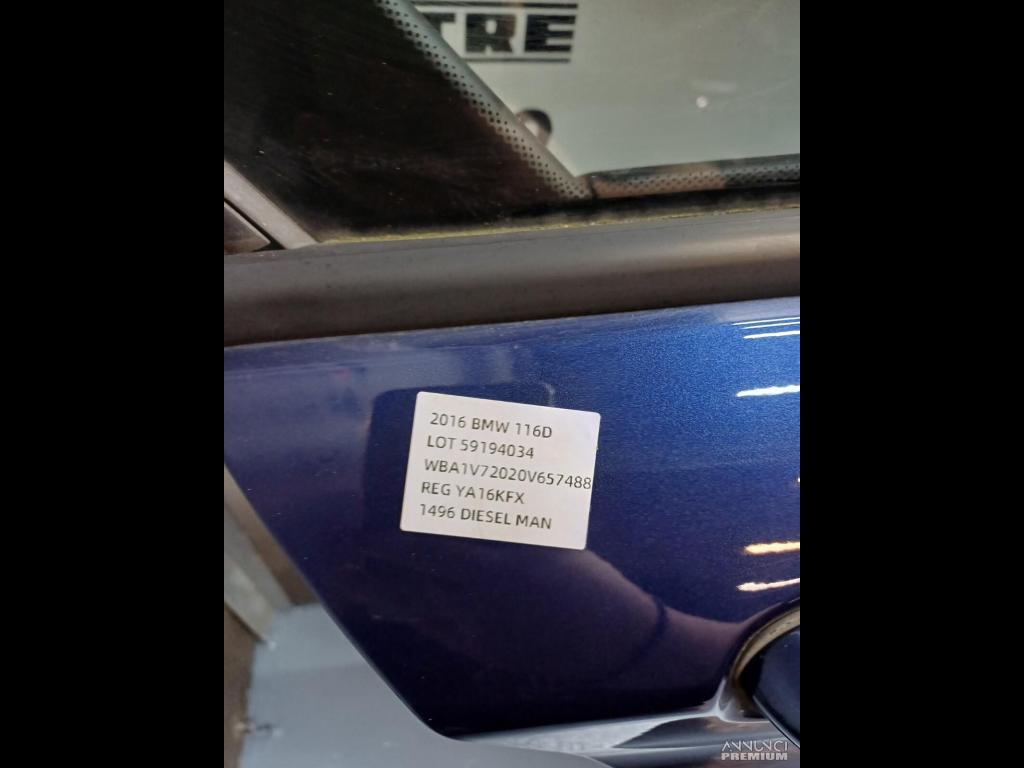 TRE
2016 BMW 116D
LOT 59194034
WBA1V72020V657488
REG YA16KFX
1496 DIESEL MAN
ANNUNCI
PREMIUM